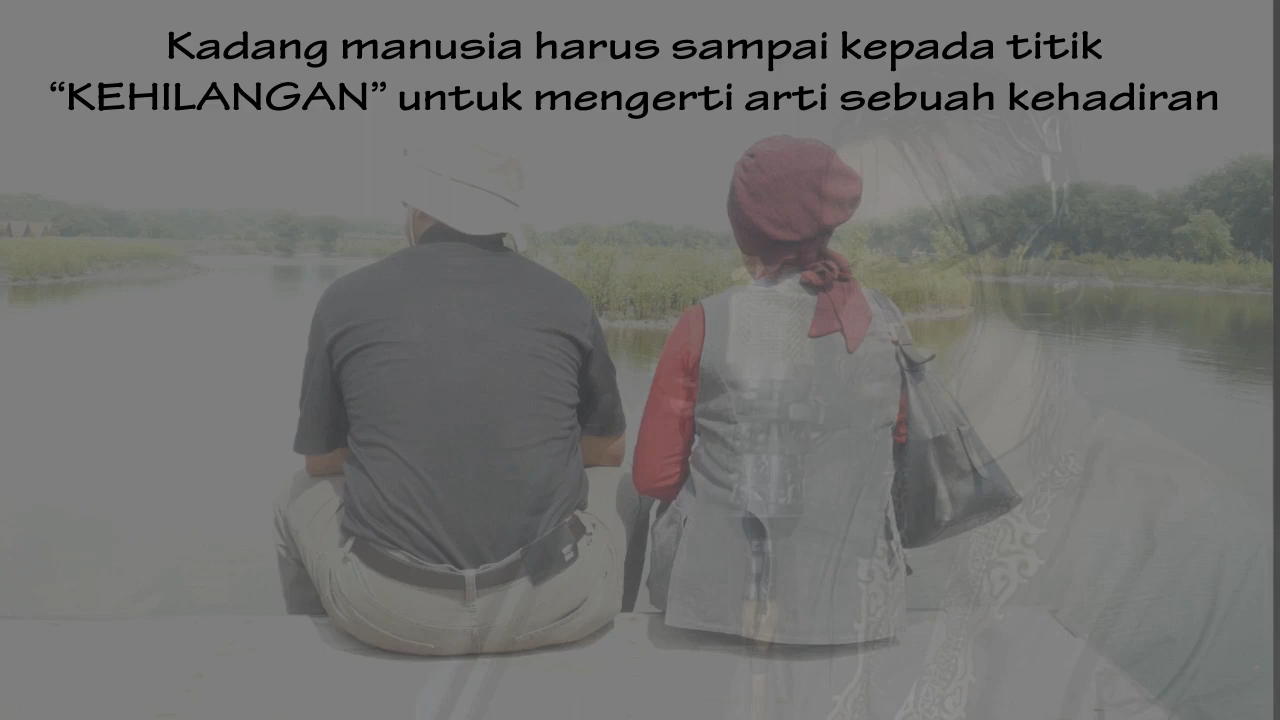 Kadang manusia harus sampai kepada titik
“KEHILANGAN” untuk mengerti arti sebuah kehadiran